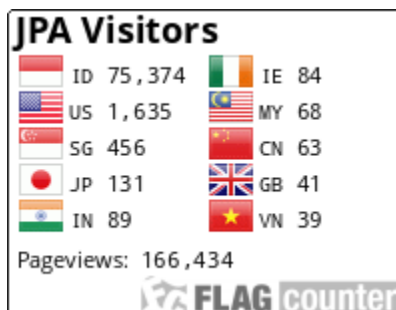 JPA Visitors
ID 75,374 IE 84
US 1,635 MY 68
SG 456 CN 63
JP 131 GB 41
IN 89 VN 39
Pageviews: 166,434
FC FLAG counter